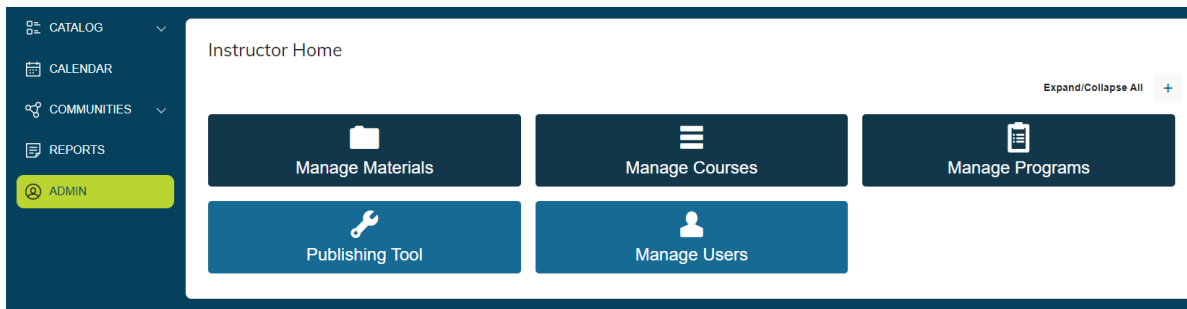 CATALOG
CALENDAR
COMMUNITIES
REPORTS
ADMIN
Instructor Home
Expand/Collapse All +
Manage Materials
Manage Courses
Manage Programs
Publishing Tool
Manage Users